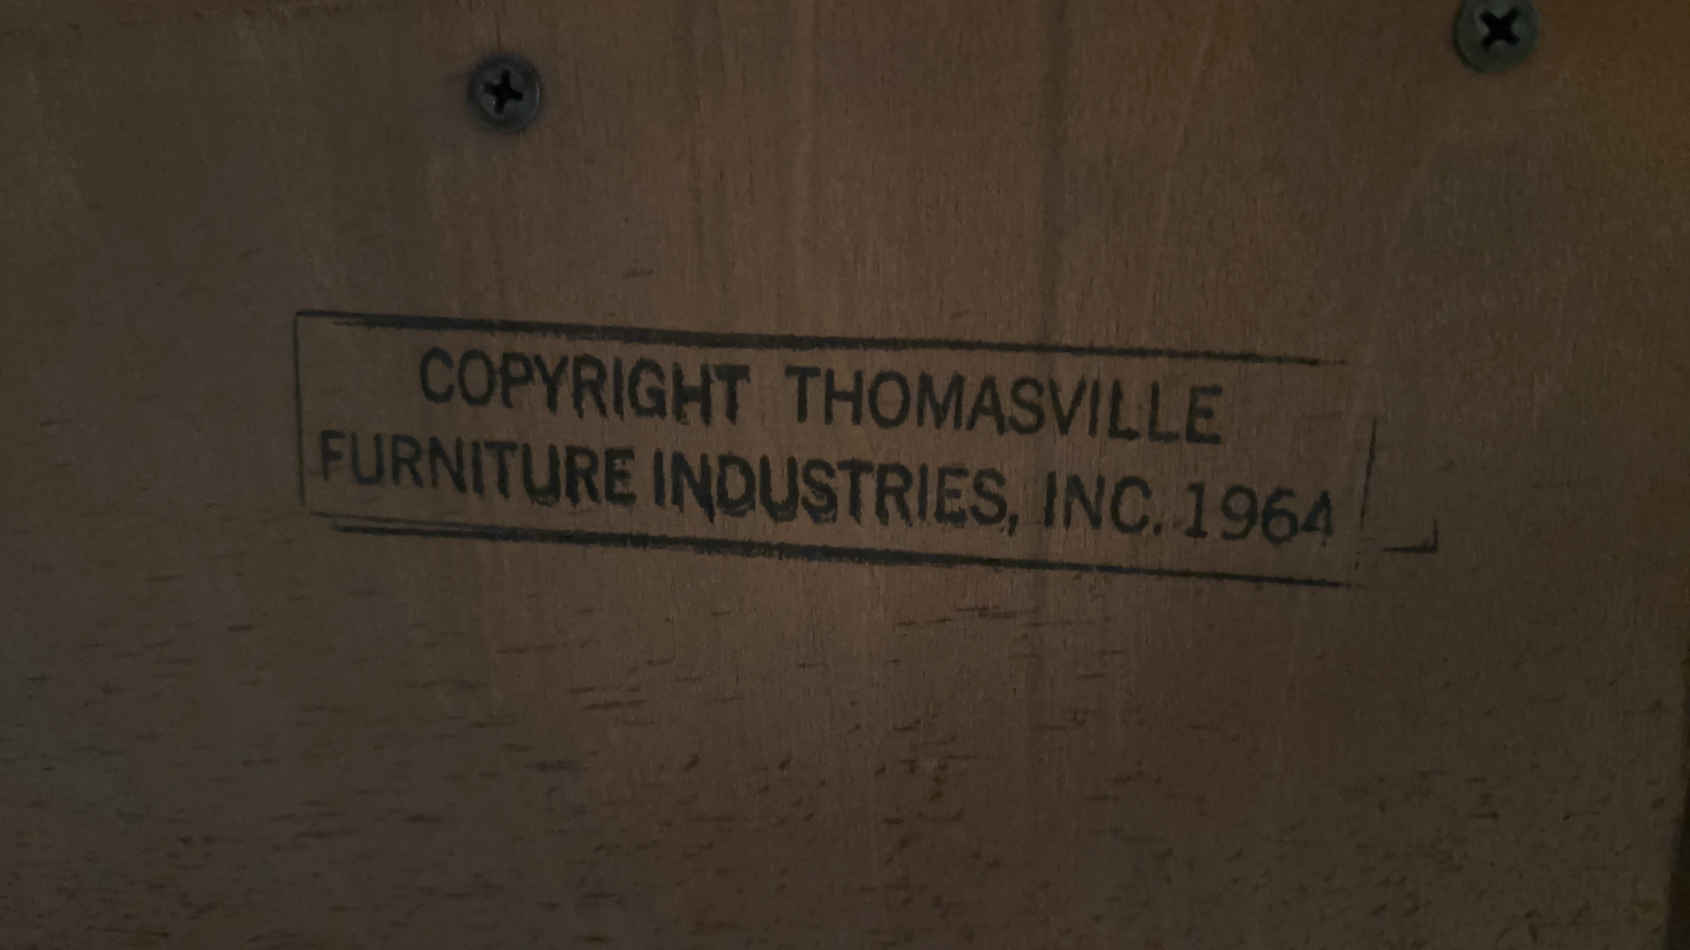 COPYRIGHT THOMASVILLE
FURNITURE INDUSTRIES, INC. 1964